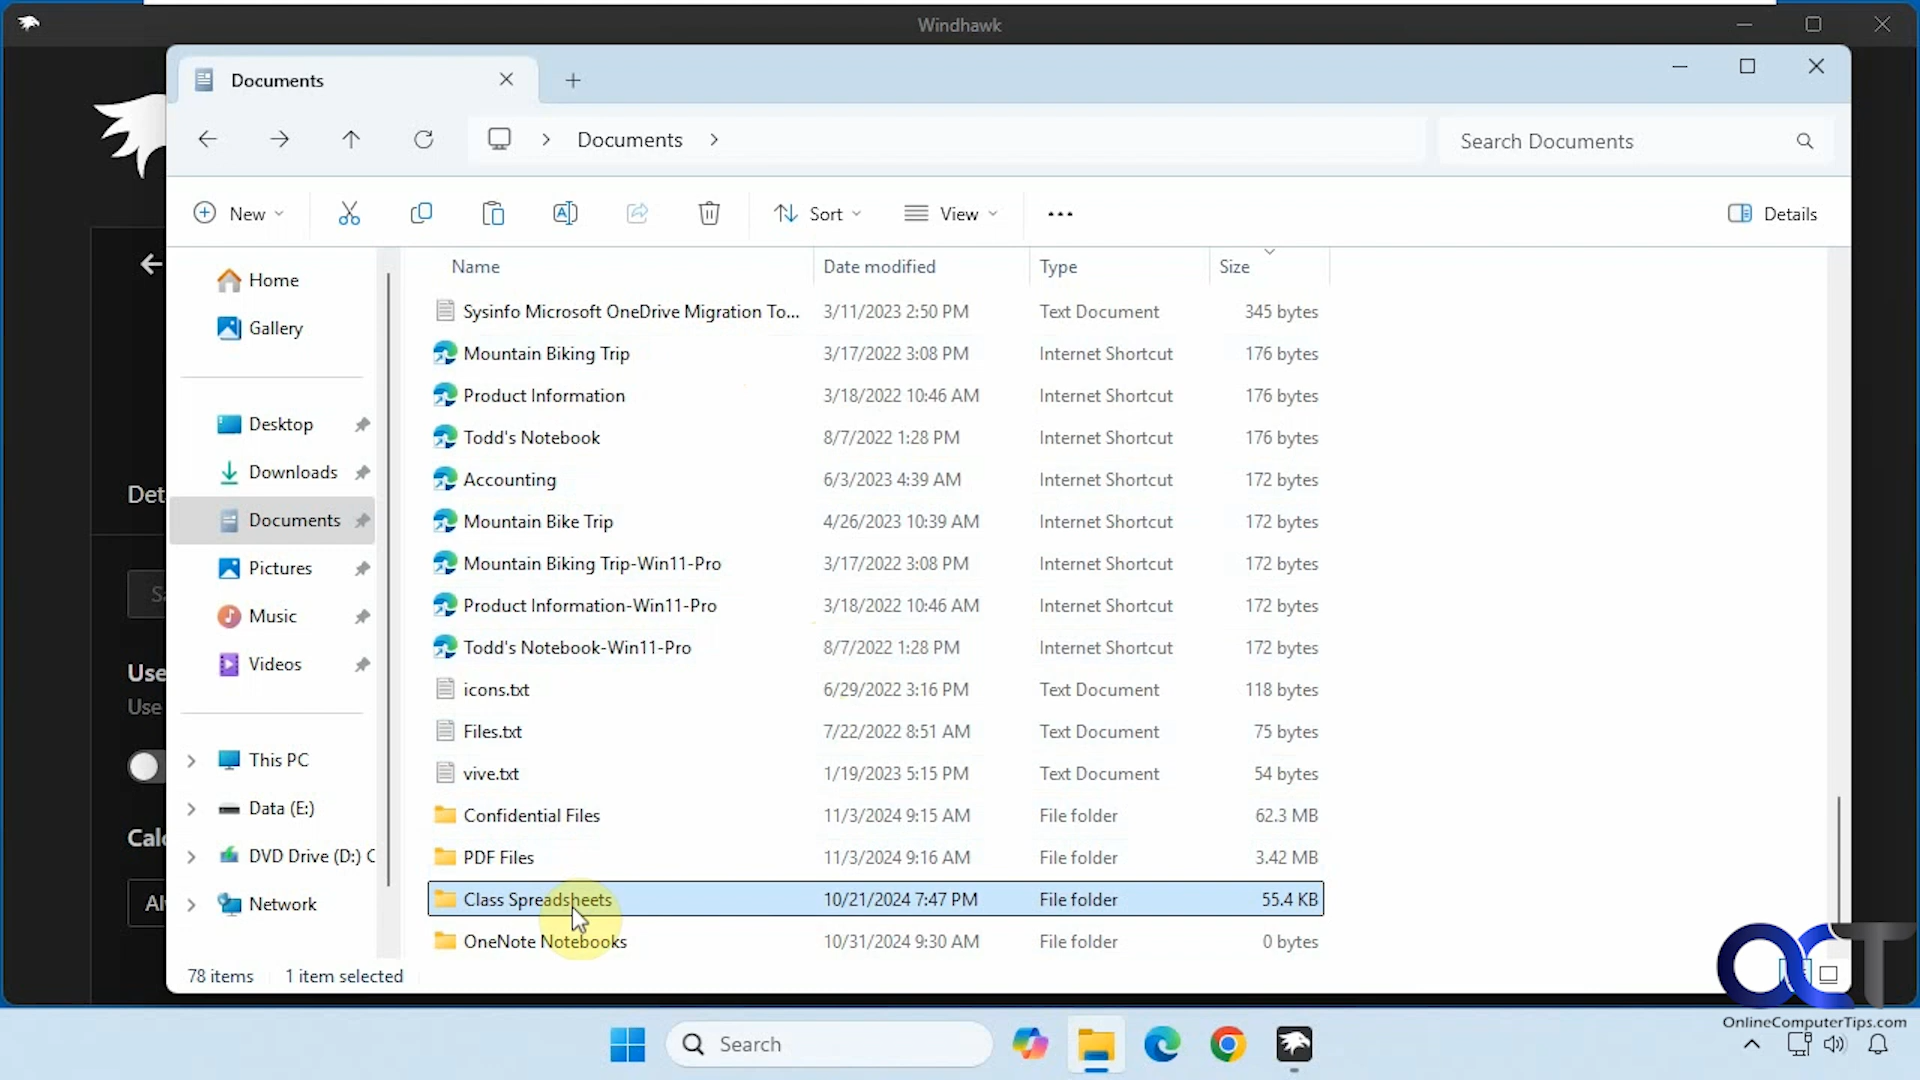 Windhawk
Documents
Documents
Search Documents
New
Sort
View
Details
Name Date modified Type Size
Home
Gallery
Desktop
Downloads
Documents
Pictures
Music
Videos
This PC
Data (E:)
DVD Drive (D:) C
Network
Sysinfo Microsoft OneDrive Migration To... 3/11/2023 2:50 PM Text Document 345 bytes
Mountain Biking Trip 3/17/2022 3:08 PM Internet Shortcut 176 bytes
Product Information 3/18/2022 10:46 AM Internet Shortcut 176 bytes
Todd's Notebook 8/7/2022 1:28 PM Internet Shortcut 176 bytes
Accounting 6/3/2023 4:39 AM Internet Shortcut 172 bytes
Mountain Bike Trip 4/26/2023 10:39 AM Internet Shortcut 172 bytes
Mountain Biking Trip-Win11-Pro 3/17/2022 3:08 PM Internet Shortcut 172 bytes
Product Information-Win11-Pro 3/18/2022 10:46 AM Internet Shortcut 172 bytes
Todd's Notebook-Win11-Pro 8/7/2022 1:28 PM Internet Shortcut 172 bytes
icons.txt 6/29/2022 3:16 PM Text Document 118 bytes
Files.txt 7/22/2022 8:51 AM Text Document 75 bytes
vive.txt 1/19/2023 5:15 PM Text Document 54 bytes
Confidential Files 11/3/2024 9:15 AM File folder 62.3 MB
PDF Files 11/3/2024 9:16 AM File folder 3.42 MB
Class Spreadsheets 10/21/2024 7:47 PM File folder 55.4 KB
OneNote Notebooks 10/31/2024 9:30 AM File folder 0 bytes
78 items 1 item selected
Det
Sa
Use
Use
Calc
Al
OCT
OnlineComputerTips.com
Search